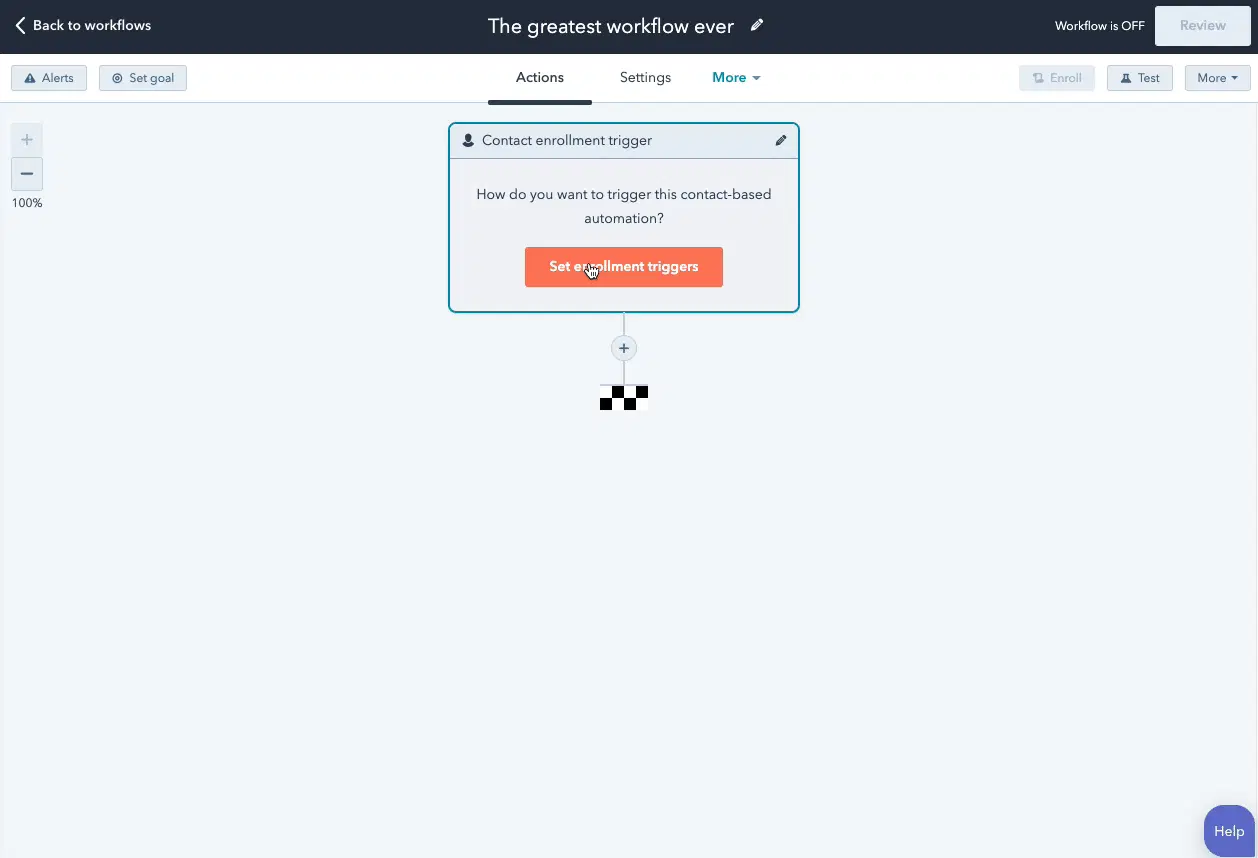 Back to workflows
The greatest workflow ever
Workflow is OFF
Review
Alerts
Set goal
Actions
Settings
More
Enroll
Test
More
Contact enrollment trigger
100%
How do you want to trigger this contact-based
automation?
Set enrollment triggers
Help